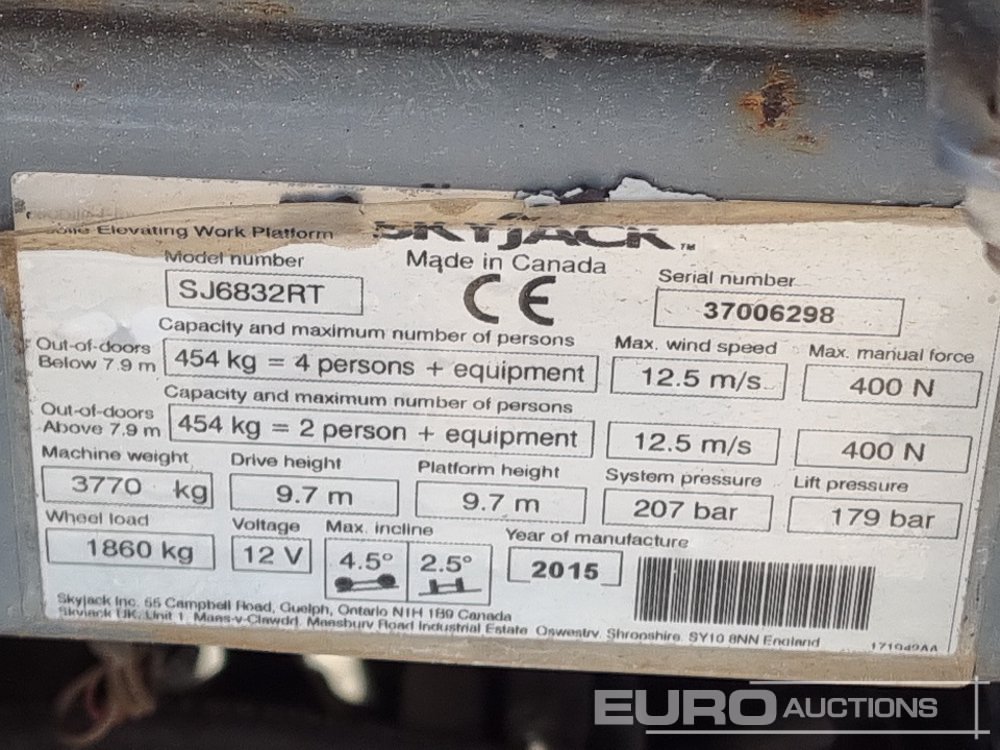 Elevating Work Platform SKYJACK™
Model number Made in Canada Serial number
SJ6832RT CE 37006298
Capacity and maximum number of persons Max. wind speed Max. manual force
Out-of-doors Below 7.9 m 454 kg = 4 persons + equipment 12.5 m/s 400 N
Capacity and maximum number of persons
Out-of-doors Above 7.9 m 454 kg = 2 person + equipment 12.5 m/s 400 N
Machine weight Drive height Platform height System pressure Lift pressure
3770 kg 9.7 m 9.7 m 207 bar 179 bar
Wheel load Voltage Max. incline Year of manufacture
1860 kg 12 V 4.5° 2.5° 2015
Skyjack Inc. 55 Campbell Road, Guelph, Ontario N1H 1B9 Canada
Skyjack UK, Unit 1, Maes-y-Clawdd, Maesbury Road Industrial Estate Oswestry, Shropshire. SY10 8NN England
171949AA
EURO AUCTIONS